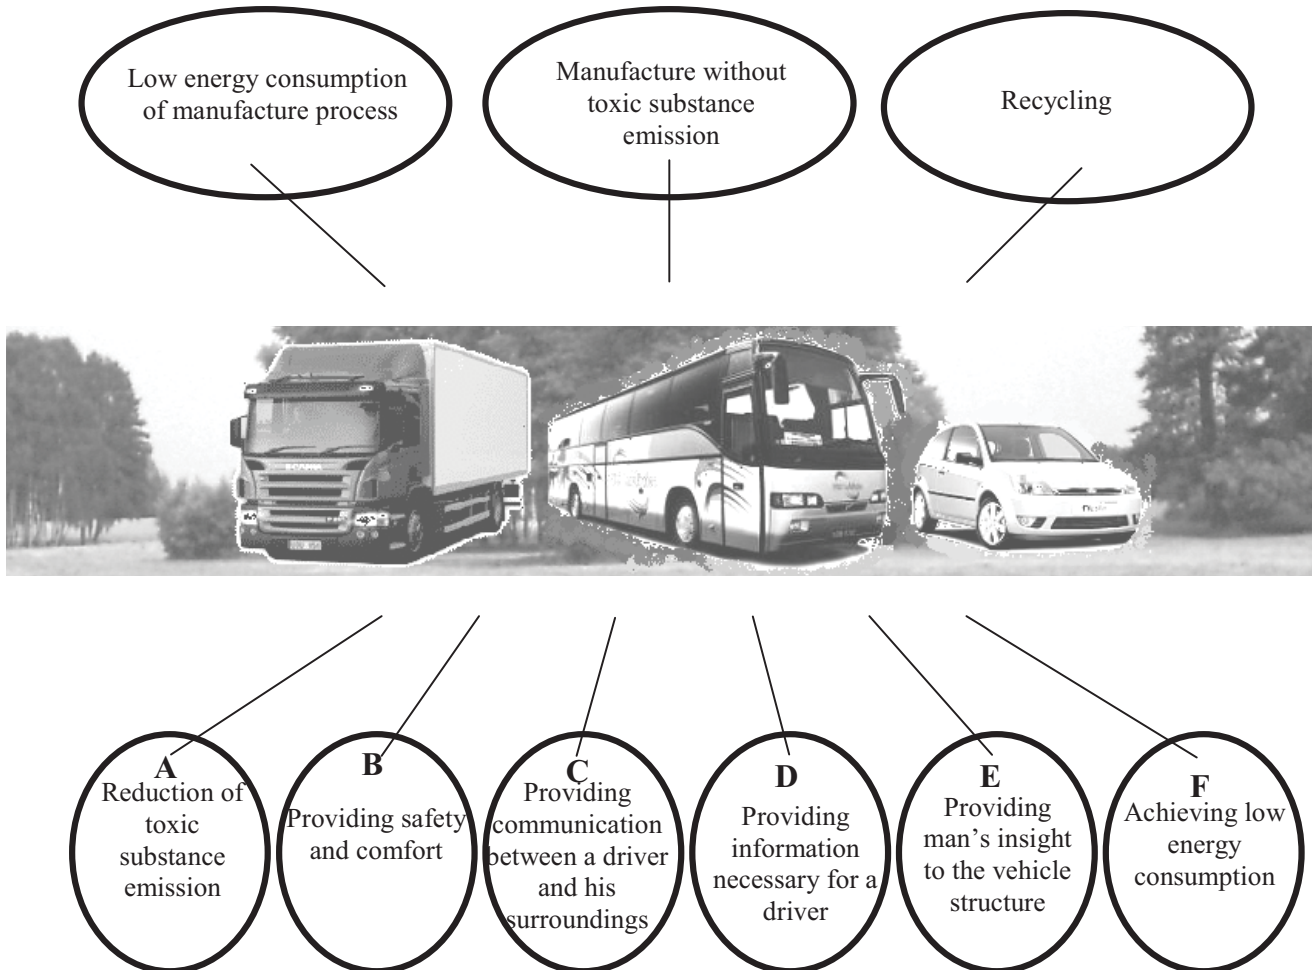 Low energy consumption
of manufacture process
Manufacture without
toxic substance
emission
Recycling
SCANIA
A
Reduction of
toxic
substance
emission
B
Providing safety
and comfort
C
Providing
communication
between a driver
and his
surroundings
D
Providing
information
necessary for a
driver
E
Providing
man’s insight
to the vehicle
structure
F
Achieving low
energy
consumption